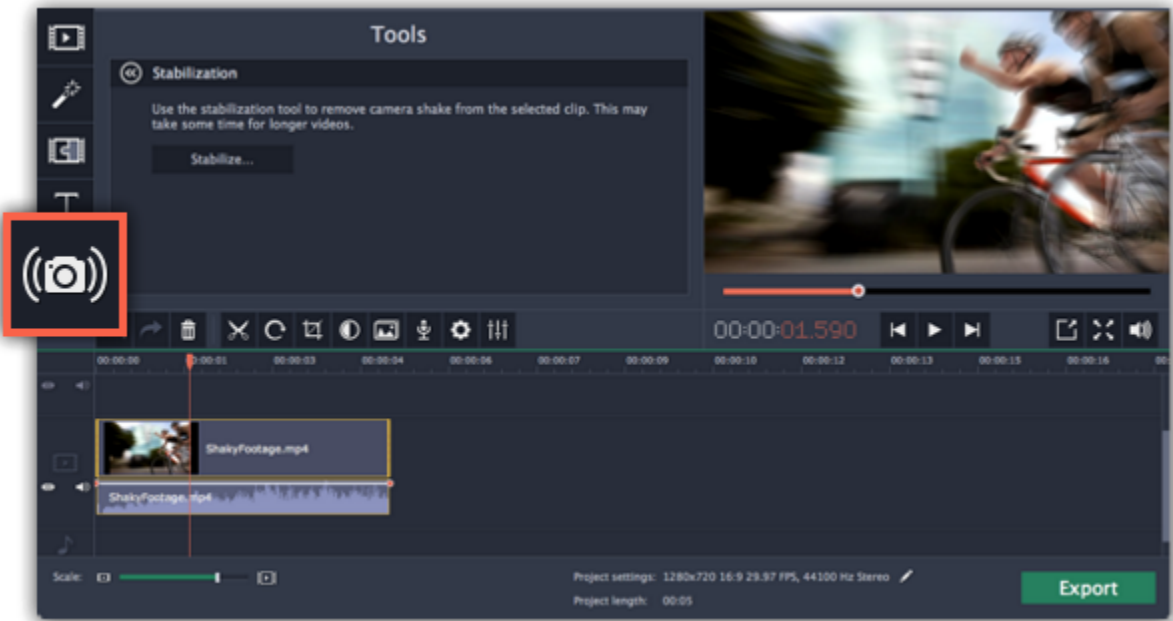 Tools
Stabilization
Use the stabilization tool to remove camera shake from the selected clip. This may
take some time for longer videos.
Stabilize...
T
00:00:01.590
00:00:00 00:00:01 00:00:03 00:00:04 00:00:06 00:00:07 00:00:09 00:00:10 00:00:12 00:00:13 00:00:15 00:00:16 00
ShakyFootage.mp4
ShakyFootage.mp4
Scale:
Project settings: 1280x720 16:9 29.97 FPS, 44100 Hz Stereo
Project length: 00:05
Export